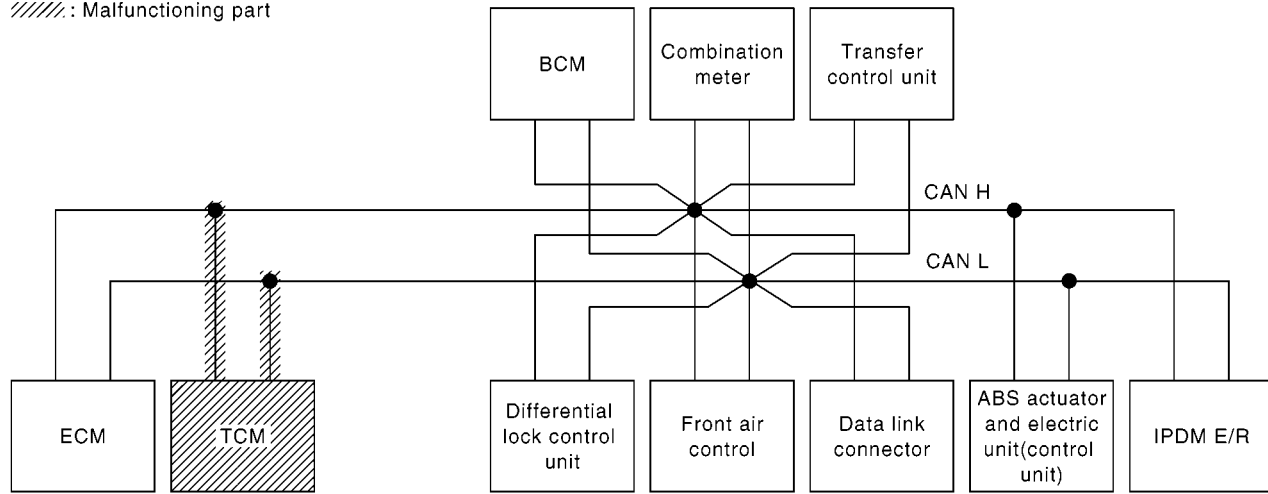 : Malfunctioning part
BCM
Combination
meter
Transfer
control unit
CAN H
CAN L
ECM
TCM
Differential
lock control
unit
Front air
control
Data link
connector
ABS actuator
and electric
unit(control
unit)
IPDM E/R